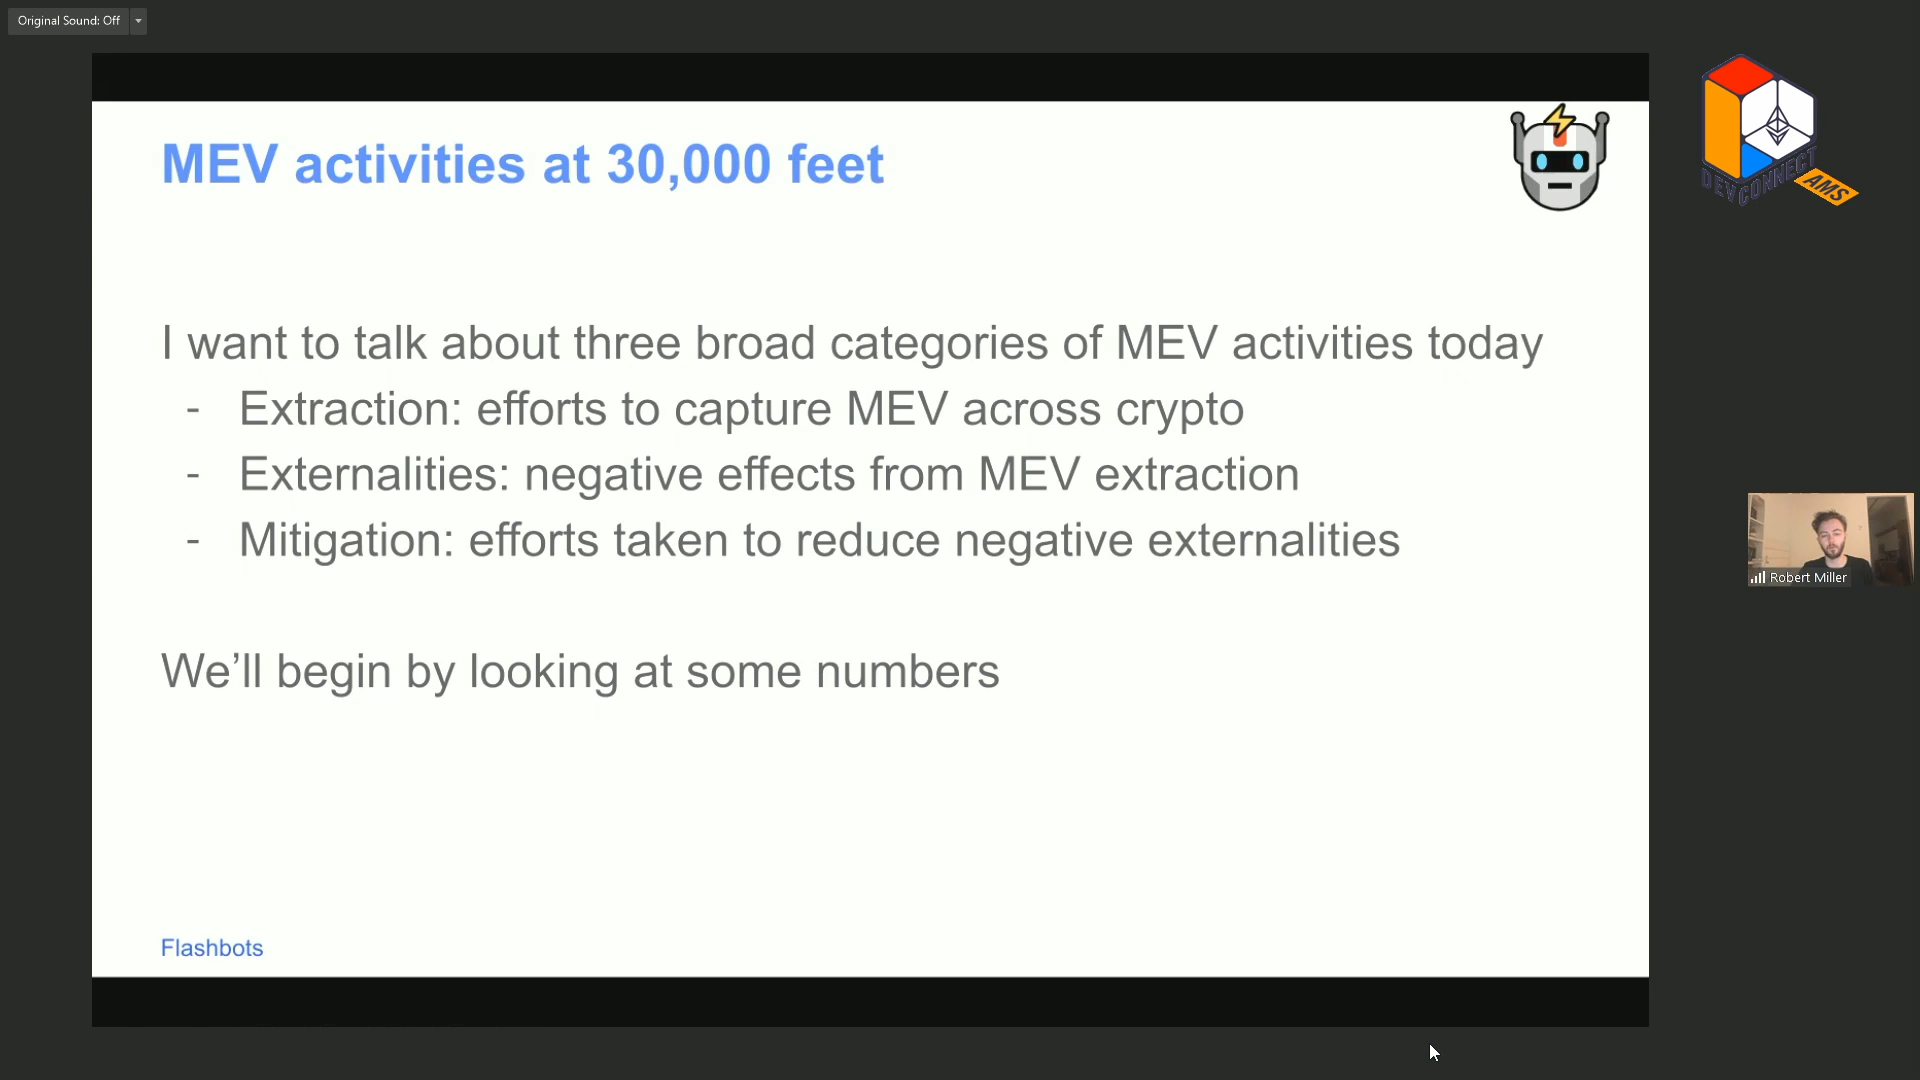 Original Sound: Off
MEV activities at 30,000 feet
I want to talk about three broad categories of MEV activities today
- Extraction: efforts to capture MEV across crypto
- Externalities: negative effects from MEV extraction
- Mitigation: efforts taken to reduce negative externalities
We’ll begin by looking at some numbers
Flashbots
DEVCONNECT
AMS
Robert Miller